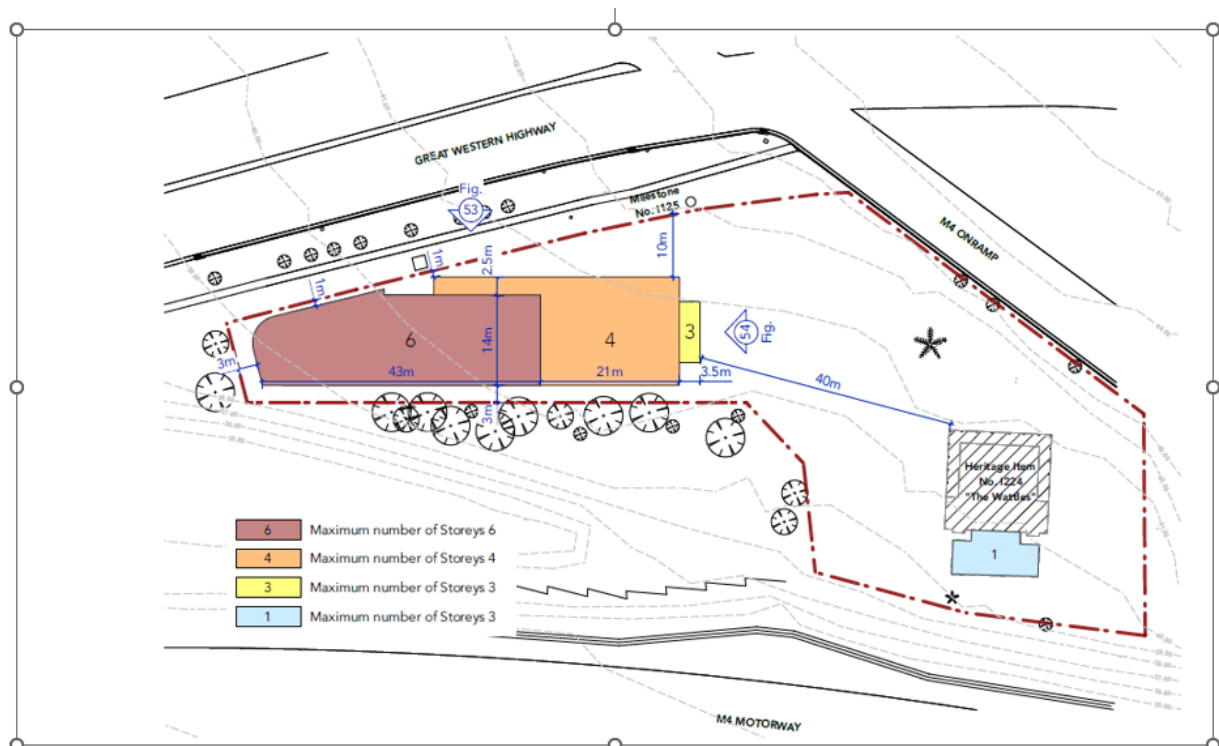 GREAT WESTERN HIGHWAY
Fig.
53
Milestone
No. I125
M4 ONRAMP
1m
2.5m
10m
1m
6
14m
4
3
54
Fig.
3m
43m
21m
3.5m
40m
3m
Heritage Item
No. I224
"The Wattles"
1
6 Maximum number of Storeys 6
4 Maximum number of Storeys 4
3 Maximum number of Storeys 3
1 Maximum number of Storeys 3
M4 MOTORWAY